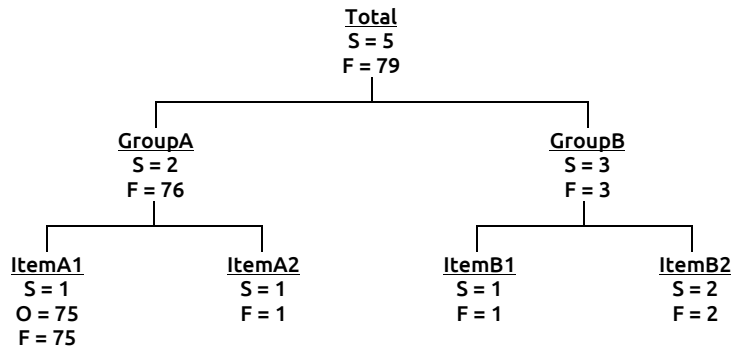 Total
S = 5
F = 79
GroupA
S = 2
F = 76
GroupB
S = 3
F = 3
ItemA1
S = 1
O = 75
F = 75
ItemA2
S = 1
F = 1
ItemB1
S = 1
F = 1
ItemB2
S = 2
F = 2